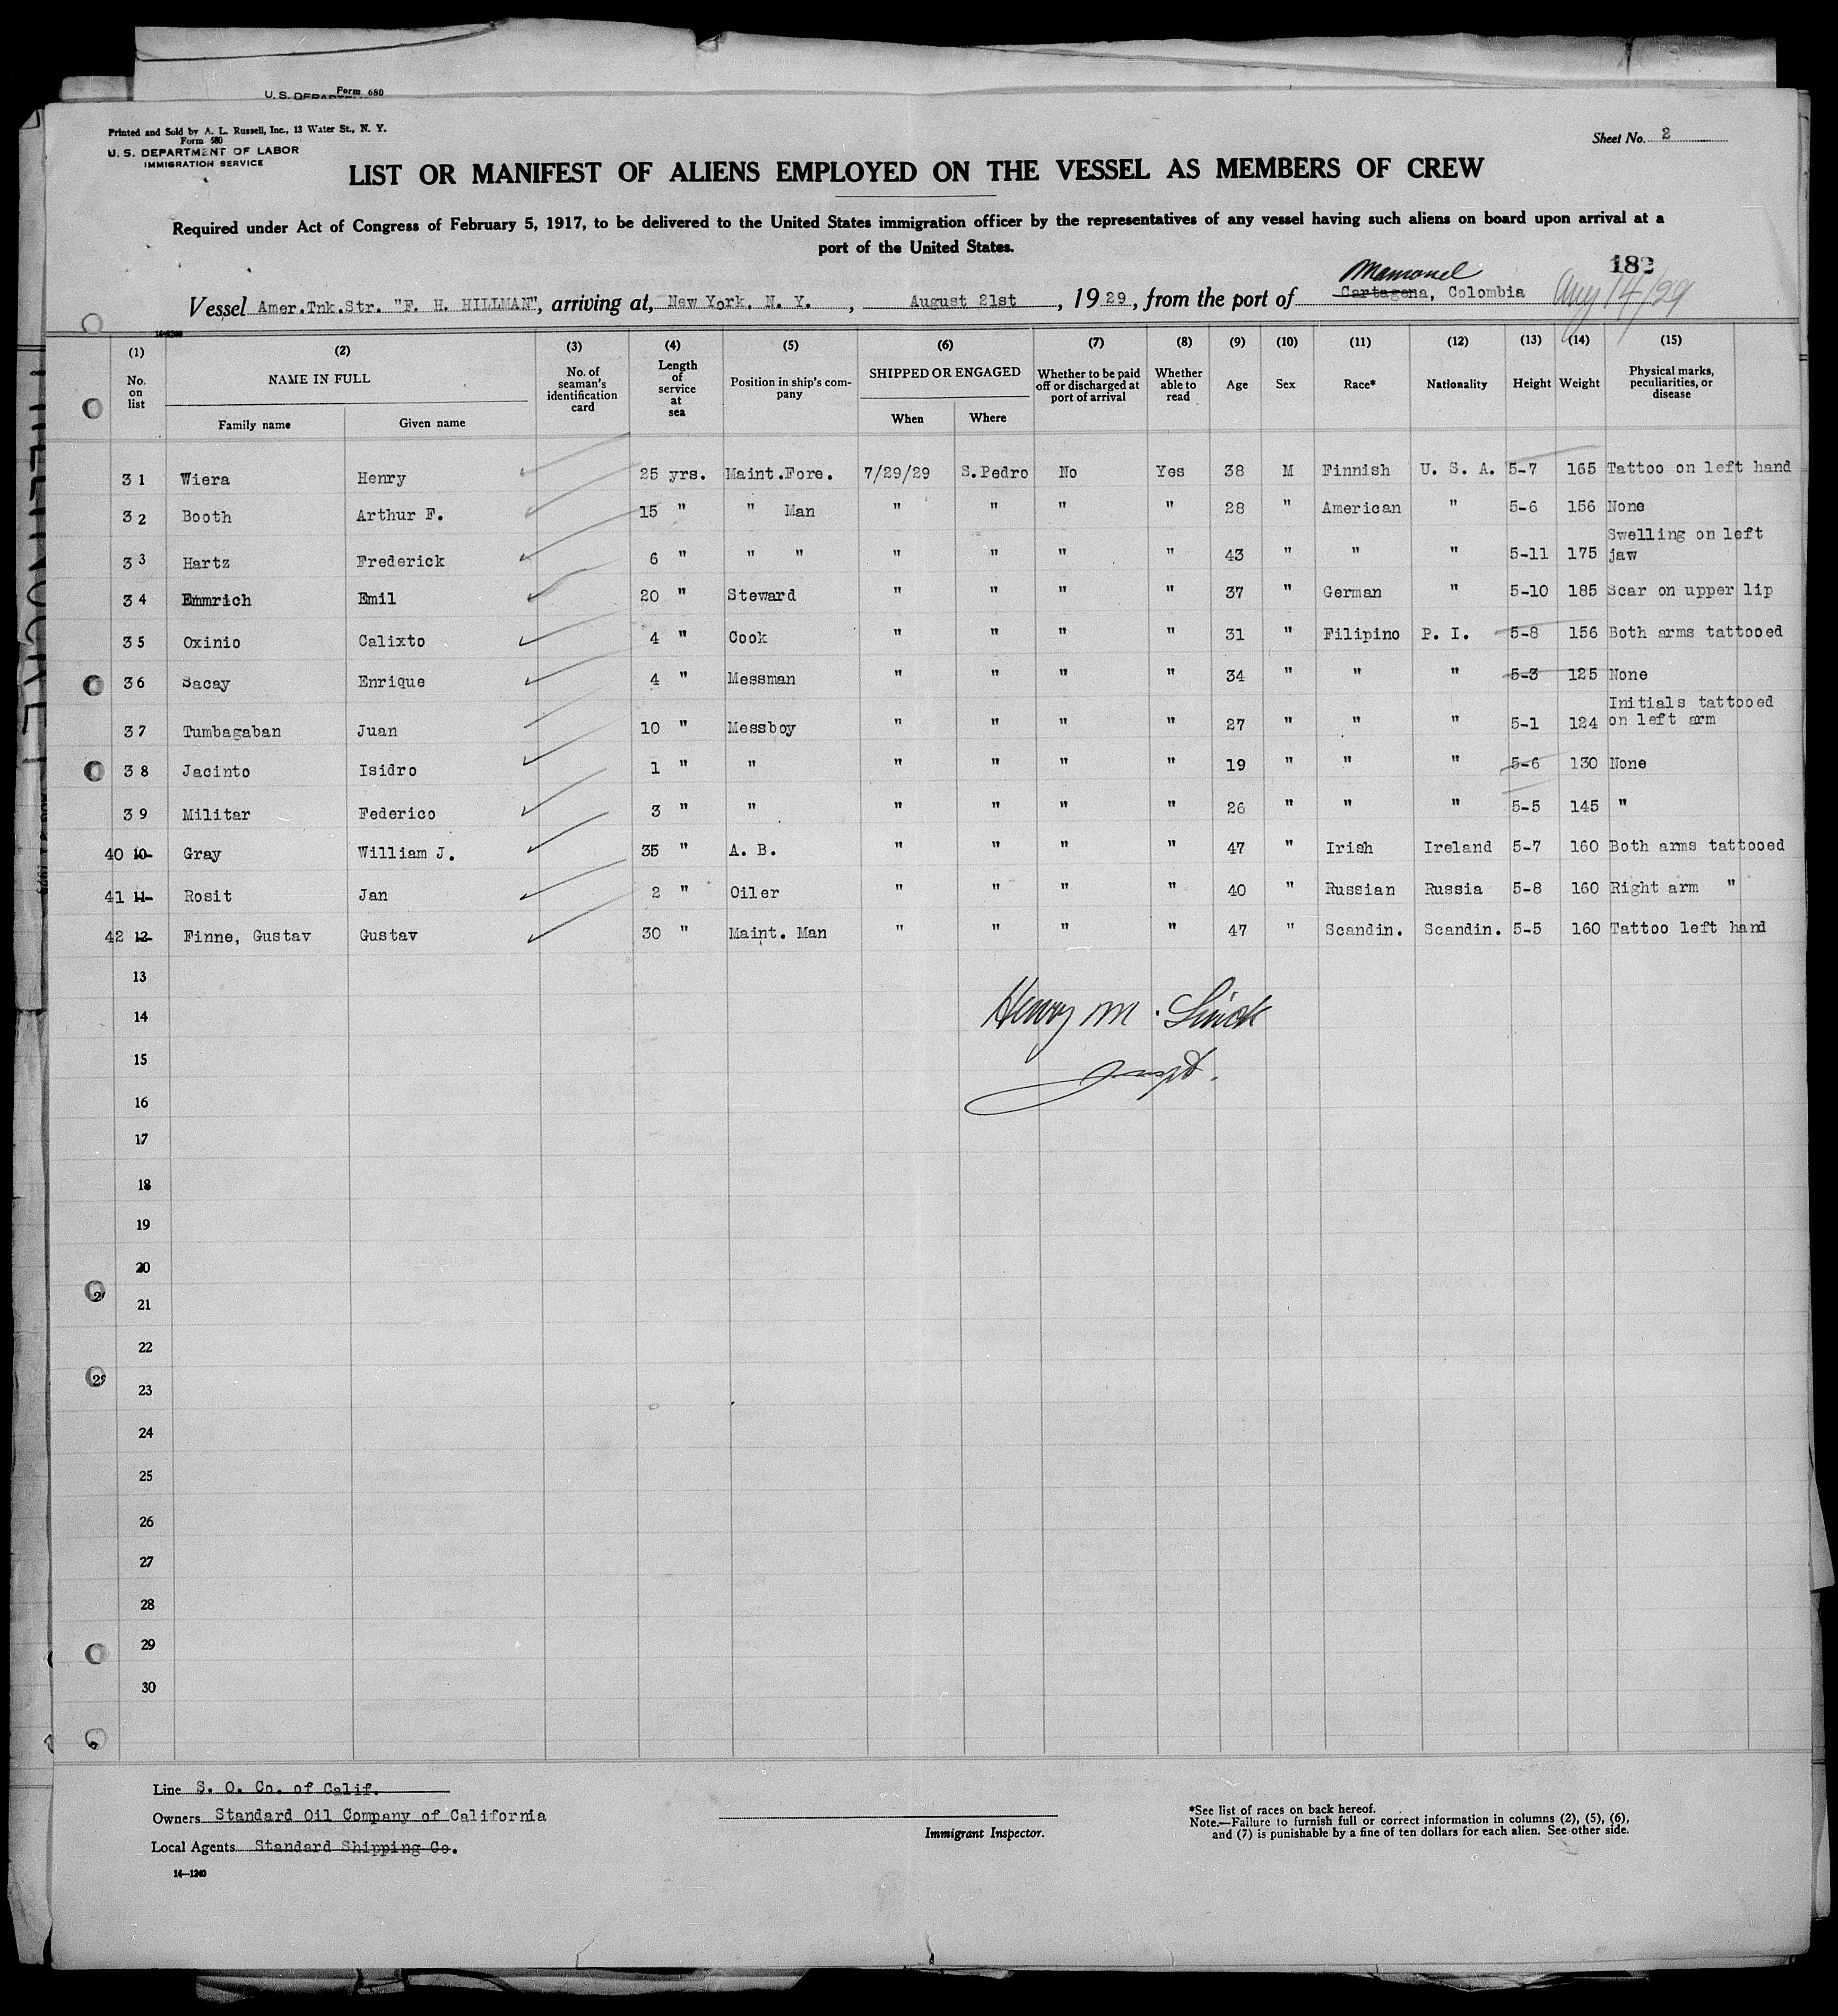 U. S. DEPARTM Form 680
Printed and Sold by A. L. Russell, Inc., 13 Water St., N. Y.
Form 680
U. S. DEPARTMENT OF LABOR
IMMIGRATION SERVICE
Sheet No. 2
LIST OR MANIFEST OF ALIENS EMPLOYED ON THE VESSEL AS MEMBERS OF CREW
Required under Act of Congress of February 5, 1917, to be delivered to the United States immigration officer by the representatives of any vessel having such aliens on board upon arrival at a
port of the United States.
182
Mamonel
Vessel Amer.Tnk.Str. "F. H. HILLMAN", arriving at, New York. N. Y. , August 21st , 1929, from the port of Cartagena, Colombia Aug 14/29
14-1240
(1) (2) (3) (4) (5) (6) (7) (8) (9) (10) (11) (12) (13) (14) (15)
No. on list NAME IN FULL Family name Given name No. of seaman's identification card Length of service at sea Position in ship's company SHIPPED OR ENGAGED When Where Whether to be paid off or discharged at port of arrival Whether able to read Age Sex Race* Nationality Height Weight Physical marks, peculiarities, or disease
31 Wiera Henry 25 yrs. Maint.Fore. 7/29/29 S.Pedro No Yes 38 M Finnish U. S. A. 5-7 165 Tattoo on left hand
32 Booth Arthur F. 15 " " Man " " " " 28 " American " 5-6 156 None
33 Hartz Frederick 6 " " " " " " " 43 " " " 5-11 175 Swelling on left jaw
34 Emmrich Emil 20 " Steward " " " " 37 " German " 5-10 185 Scar on upper lip
35 Oxinio Calixto 4 " Cook " " " " 31 " Filipino P. I. 5-8 156 Both arms tattooed
36 Sacay Enrique 4 " Messman " " " " 34 " " " 5-3 125 None
37 Tumbagaban Juan 10 " Messboy " " " " 27 " " " 5-1 124 Initials tattooed on left arm
38 Jacinto Isidro 1 " " " " " " 19 " " " 5-6 130 None
39 Militar Federico 3 " " " " " " 26 " " " 5-5 145 "
40 10 Gray William J. 35 " A. B. " " " " 47 " Irish Ireland 5-7 160 Both arms tattooed
41 11 Rosit Jan 2 " Oiler " " " " 40 " Russian Russia 5-8 160 Right arm "
42 12 Finne, Gustav Gustav 30 " Maint. Man " " " " 47 " Scandin. Scandin. 5-5 160 Tattoo left hand
13
14
15
16
17
18
19
20
21
22
23
24
25
26
27
28
29
30
Henry M.
Line S. O. Co. of Calif.
Owners Standard Oil Company of California
Local Agents Standard Shipping Co.
14-1240
Immigrant Inspector.
*See list of races on back hereof.
Note.—Failure to furnish full or correct information in columns (2), (5), (6),
and (7) is punishable by a fine of ten dollars for each alien. See other side.